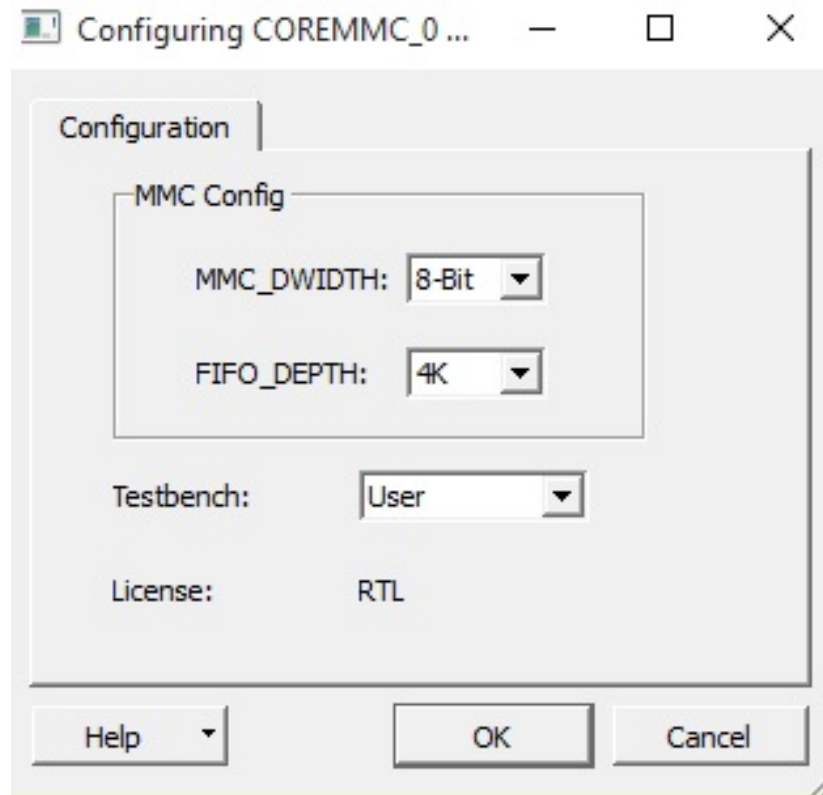 Configuring COREMMC_0 ...
Configuration
MMC Config
MMC_DWIDTH: 8-Bit
FIFO_DEPTH: 4K
Testbench: User
License: RTL
Help OK Cancel